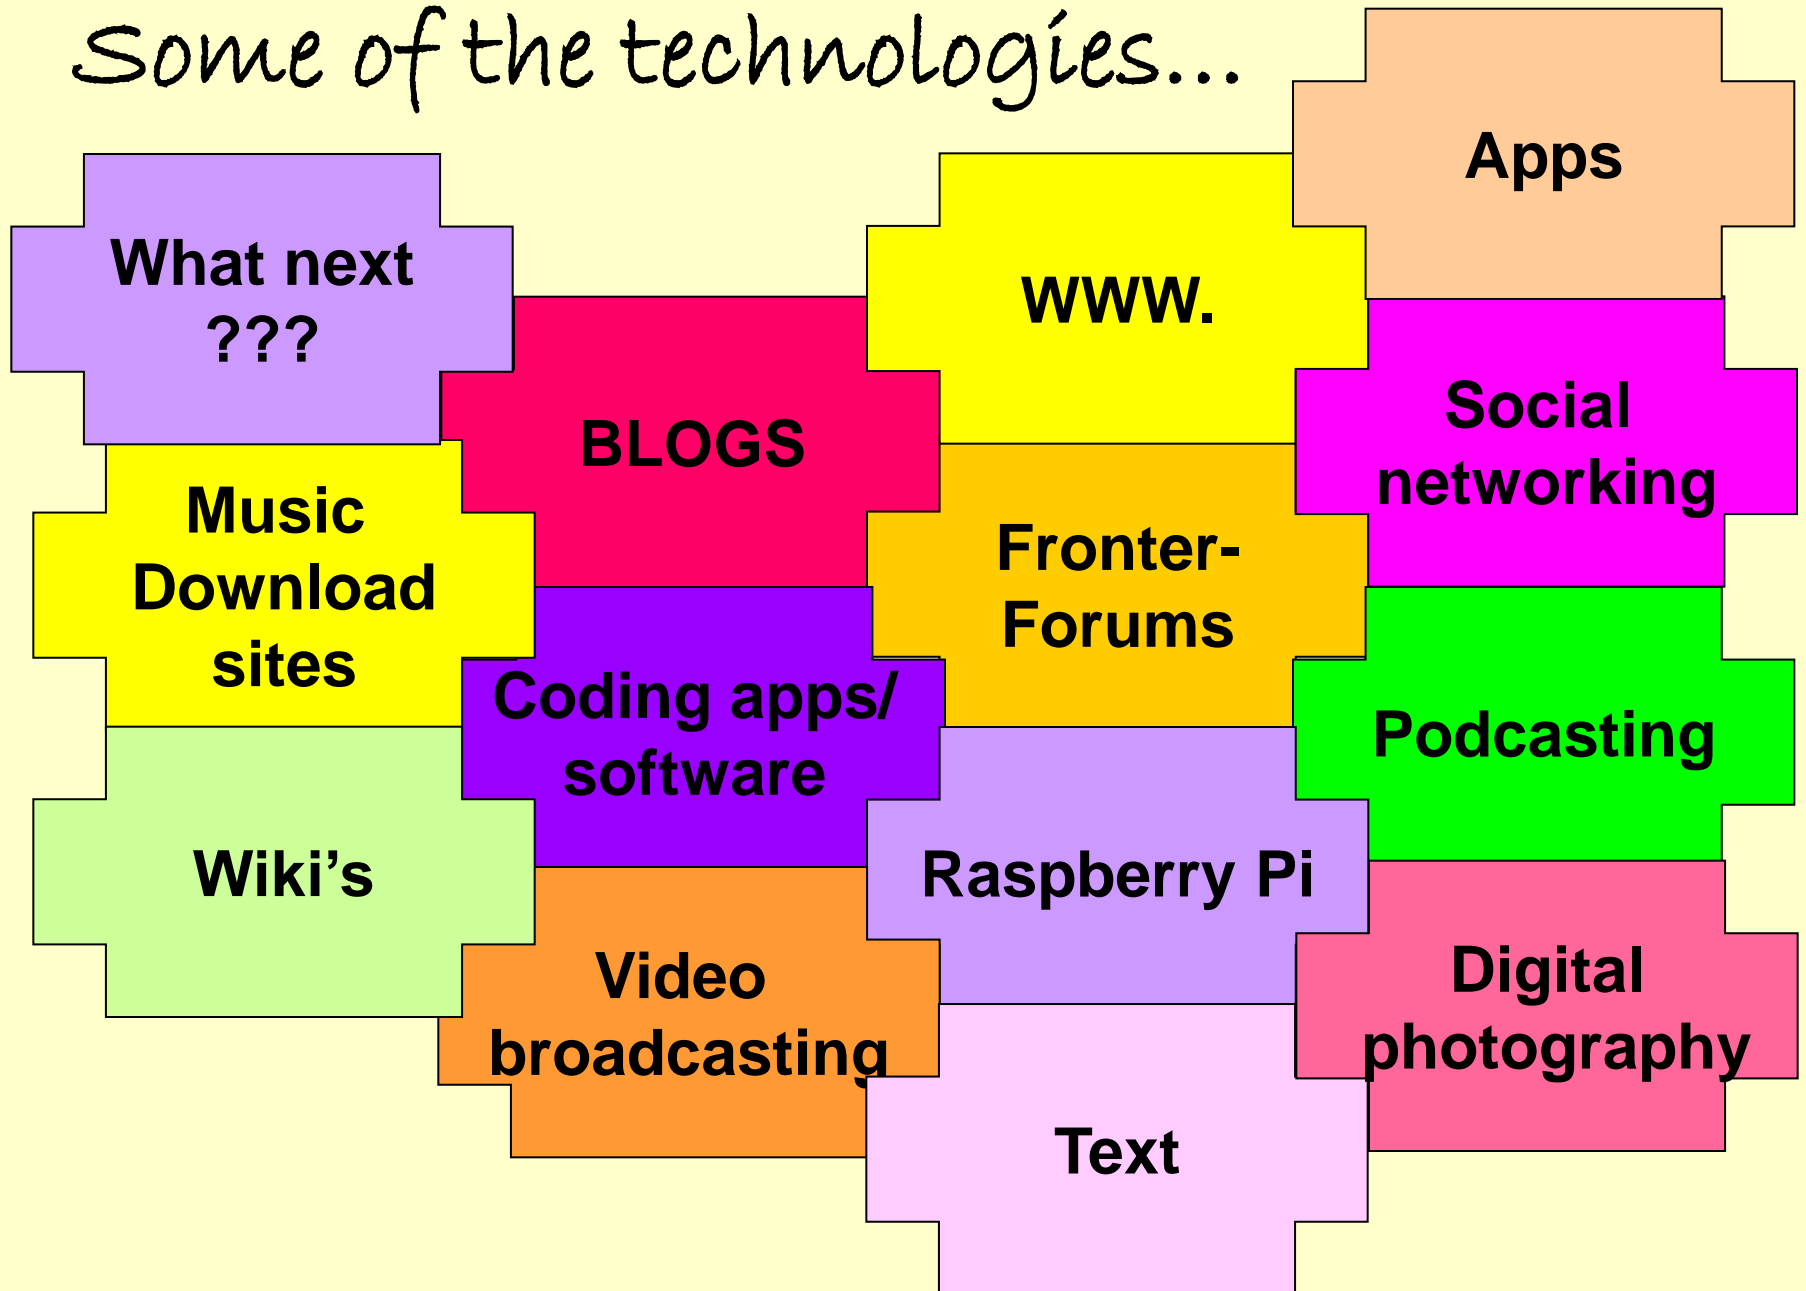 Some of the technologies...
Apps
What next
???
WWW.
BLOGS
Social
networking
Music
Download
sites
Fronter-
Forums
Coding apps/
software
Podcasting
Wiki’s
Raspberry Pi
Video
broadcasting
Digital
photography
Text